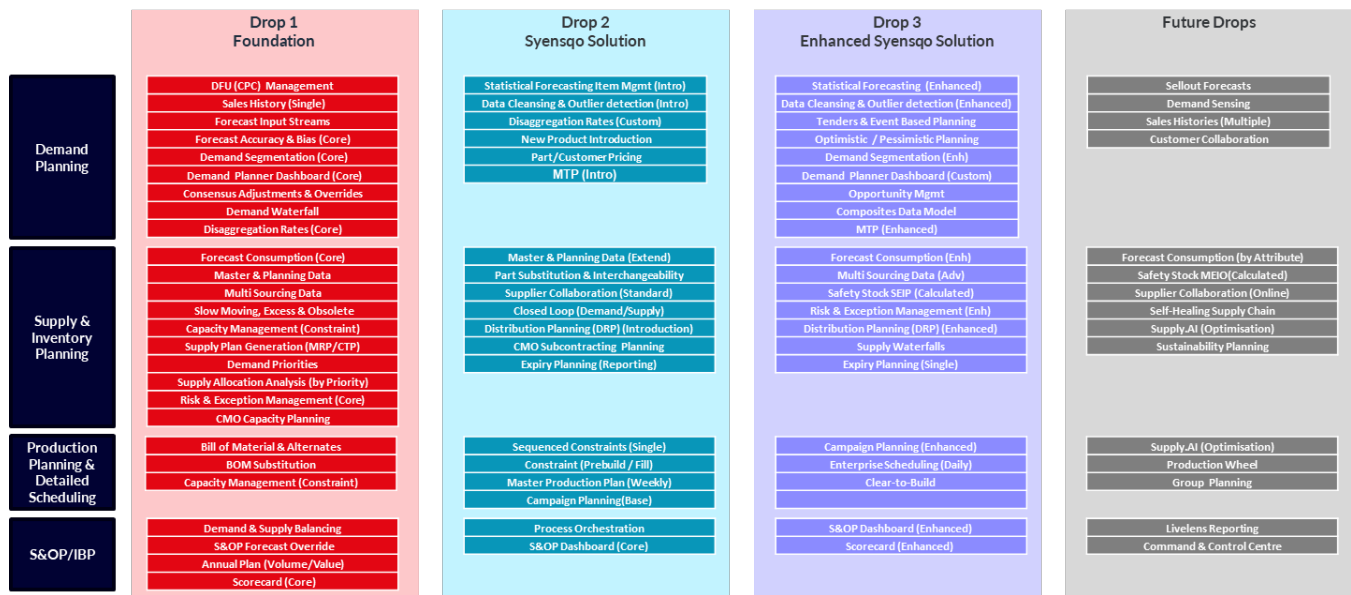 Drop 1
Foundation
Drop 2
Syensqo Solution
Drop 3
Enhanced Syensqo Solution
Future Drops
Demand
Planning
DFU (CPC) Management
Sales History (Single)
Forecast Input Streams
Forecast Accuracy & Bias (Core)
Demand Segmentation (Core)
Demand Planner Dashboard (Core)
Consensus Adjustments & Overrides
Demand Waterfall
Disaggregation Rates (Core)
Statistical Forecasting Item Mgmt (Intro)
Data Cleansing & Outlier detection (Intro)
Disaggregation Rates (Custom)
New Product Introduction
Part/Customer Pricing
MTP (Intro)
Statistical Forecasting (Enhanced)
Data Cleansing & Outlier detection (Enhanced)
Tenders & Event Based Planning
Optimistic / Pessimistic Planning
Demand Segmentation (Enh)
Demand Planner Dashboard (Custom)
Opportunity Mgmt
Composites Data Model
MTP (Enhanced)
Sellout Forecasts
Demand Sensing
Sales Histories (Multiple)
Customer Collaboration
Supply &
Inventory
Planning
Forecast Consumption (Core)
Master & Planning Data
Multi Sourcing Data
Slow Moving, Excess & Obsolete
Capacity Management (Constraint)
Supply Plan Generation (MRP/CTP)
Demand Priorities
Supply Allocation Analysis (by Priority)
Risk & Exception Management (Core)
CMO Capacity Planning
Master & Planning Data (Extend)
Part Substitution & Interchangeability
Supplier Collaboration (Standard)
Closed Loop (Demand/Supply)
Distribution Planning (DRP) (Introduction)
CMO Subcontracting Planning
Expiry Planning (Reporting)
Forecast Consumption (Enh)
Multi Sourcing Data (Adv)
Safety Stock SEIP (Calculated)
Risk & Exception Management (Enh)
Distribution Planning (DRP) (Enhanced)
Supply Waterfalls
Expiry Planning (Single)
Forecast Consumption (by Attribute)
Safety Stock MEIO(Calculated)
Supplier Collaboration (Online)
Self-Healing Supply Chain
Supply.AI (Optimisation)
Sustainability Planning
Production
Planning &
Detailed
Scheduling
Bill of Material & Alternates
BOM Substitution
Capacity Management (Constraint)
Sequenced Constraints (Single)
Constraint (Prebuild / Fill)
Master Production Plan (Weekly)
Campaign Planning(Base)
Campaign Planning (Enhanced)
Enterprise Scheduling (Daily)
Clear-to-Build
Supply.AI (Optimisation)
Production Wheel
Group Planning
S&OP/IBP
Demand & Supply Balancing
S&OP Forecast Override
Annual Plan (Volume/Value)
Scorecard (Core)
Process Orchestration
S&OP Dashboard (Core)
S&OP Dashboard (Enhanced)
Scorecard (Enhanced)
Livelens Reporting
Command & Control Centre